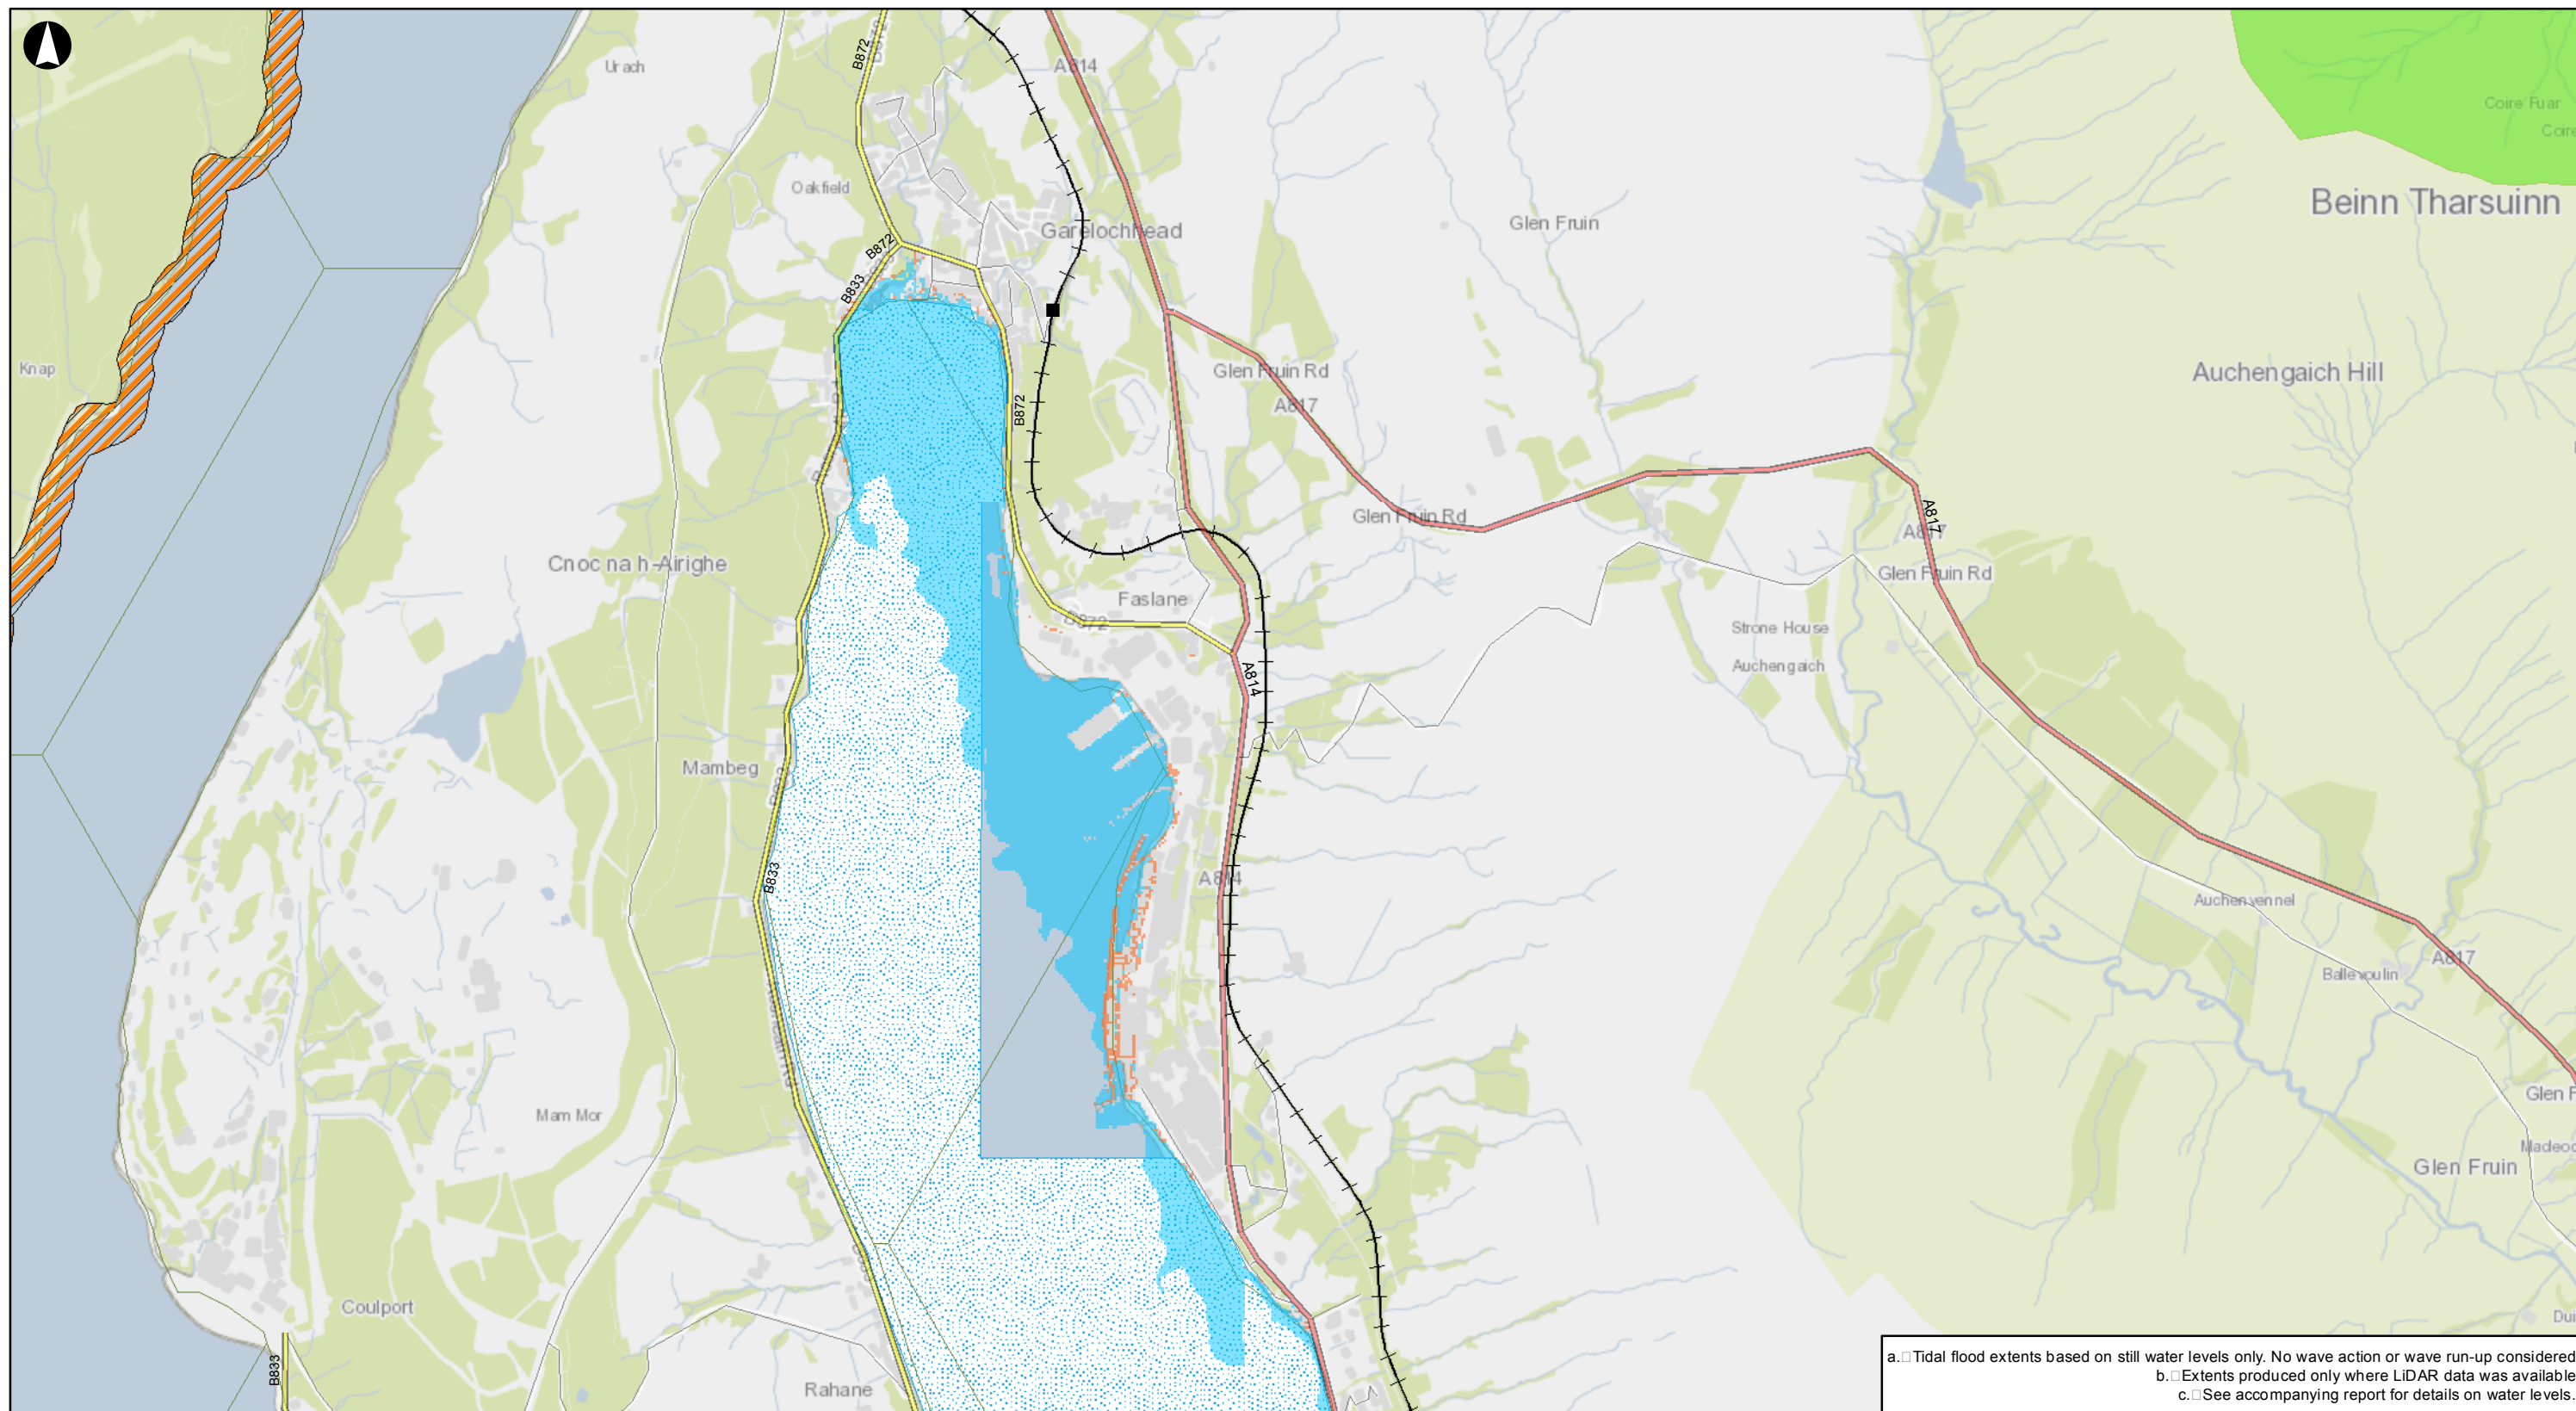 B872
Urach
A814
Coire Fuar
Coire
Oakfield
Beinn Tharsuinn
Glen Fruin
Garelochhead
B872
B833
Knap
Glen Fruin Rd
Auchengaich Hill
A817
B872
Glen Fruin Rd
A817
A817
Cnoc na h-Airighe
Glen Fruin Rd
Faslane
B872
Strone House
Auchengaich
A814
Mambeg
B833
A814
Auchenvennel
A817
Ballevoulin
Glen F
Mam Mor
Glen Fruin
Coulport
B833
Rahane
a. Tidal flood extents based on still water levels only. No wave action or wave run-up considered
b. Extents produced only where LiDAR data was available
c. See accompanying report for details on water levels.